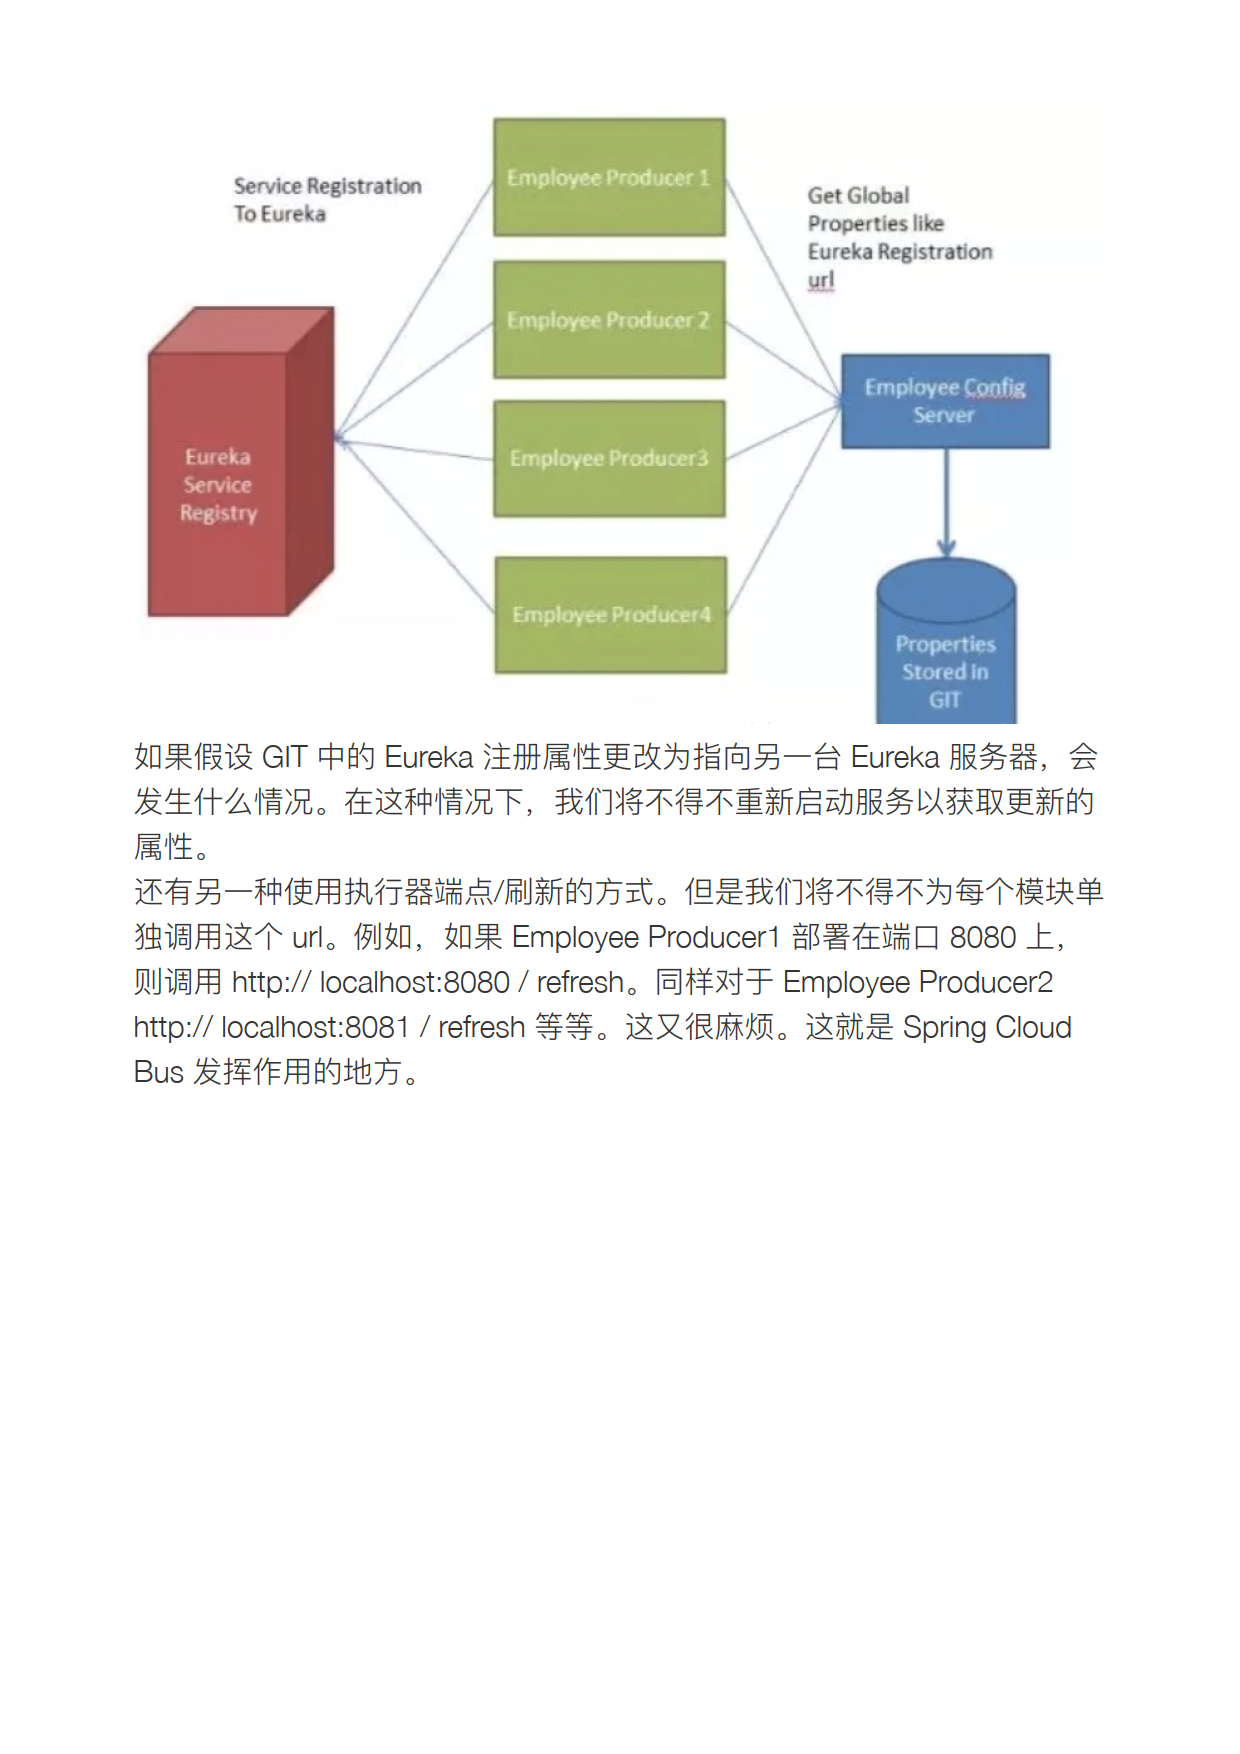 Service Registration
To Eureka
Employee Producer 1
Get Global
Properties like
Eureka Registration
url
Employee Producer 2
Employee Config
Server
Eureka
Service
Registry
Employee Producer3
Employee Producer4
Properties
Stored in
GIT
如果假设 GIT 中的 Eureka 注册属性更改为指向另一台 Eureka 服务器，会
发生什么情况。在这种情况下，我们将不得不重新启动服务以获取更新的
属性。
还有另一种使用执行器端点/刷新的方式。但是我们将不得不为每个模块单
独调用这个 url。例如，如果 Employee Producer1 部署在端口 8080 上，
则调用 http:// localhost:8080 / refresh。同样对于 Employee Producer2
http:// localhost:8081 / refresh 等等。这又很麻烦。这就是 Spring Cloud
Bus 发挥作用的地方。